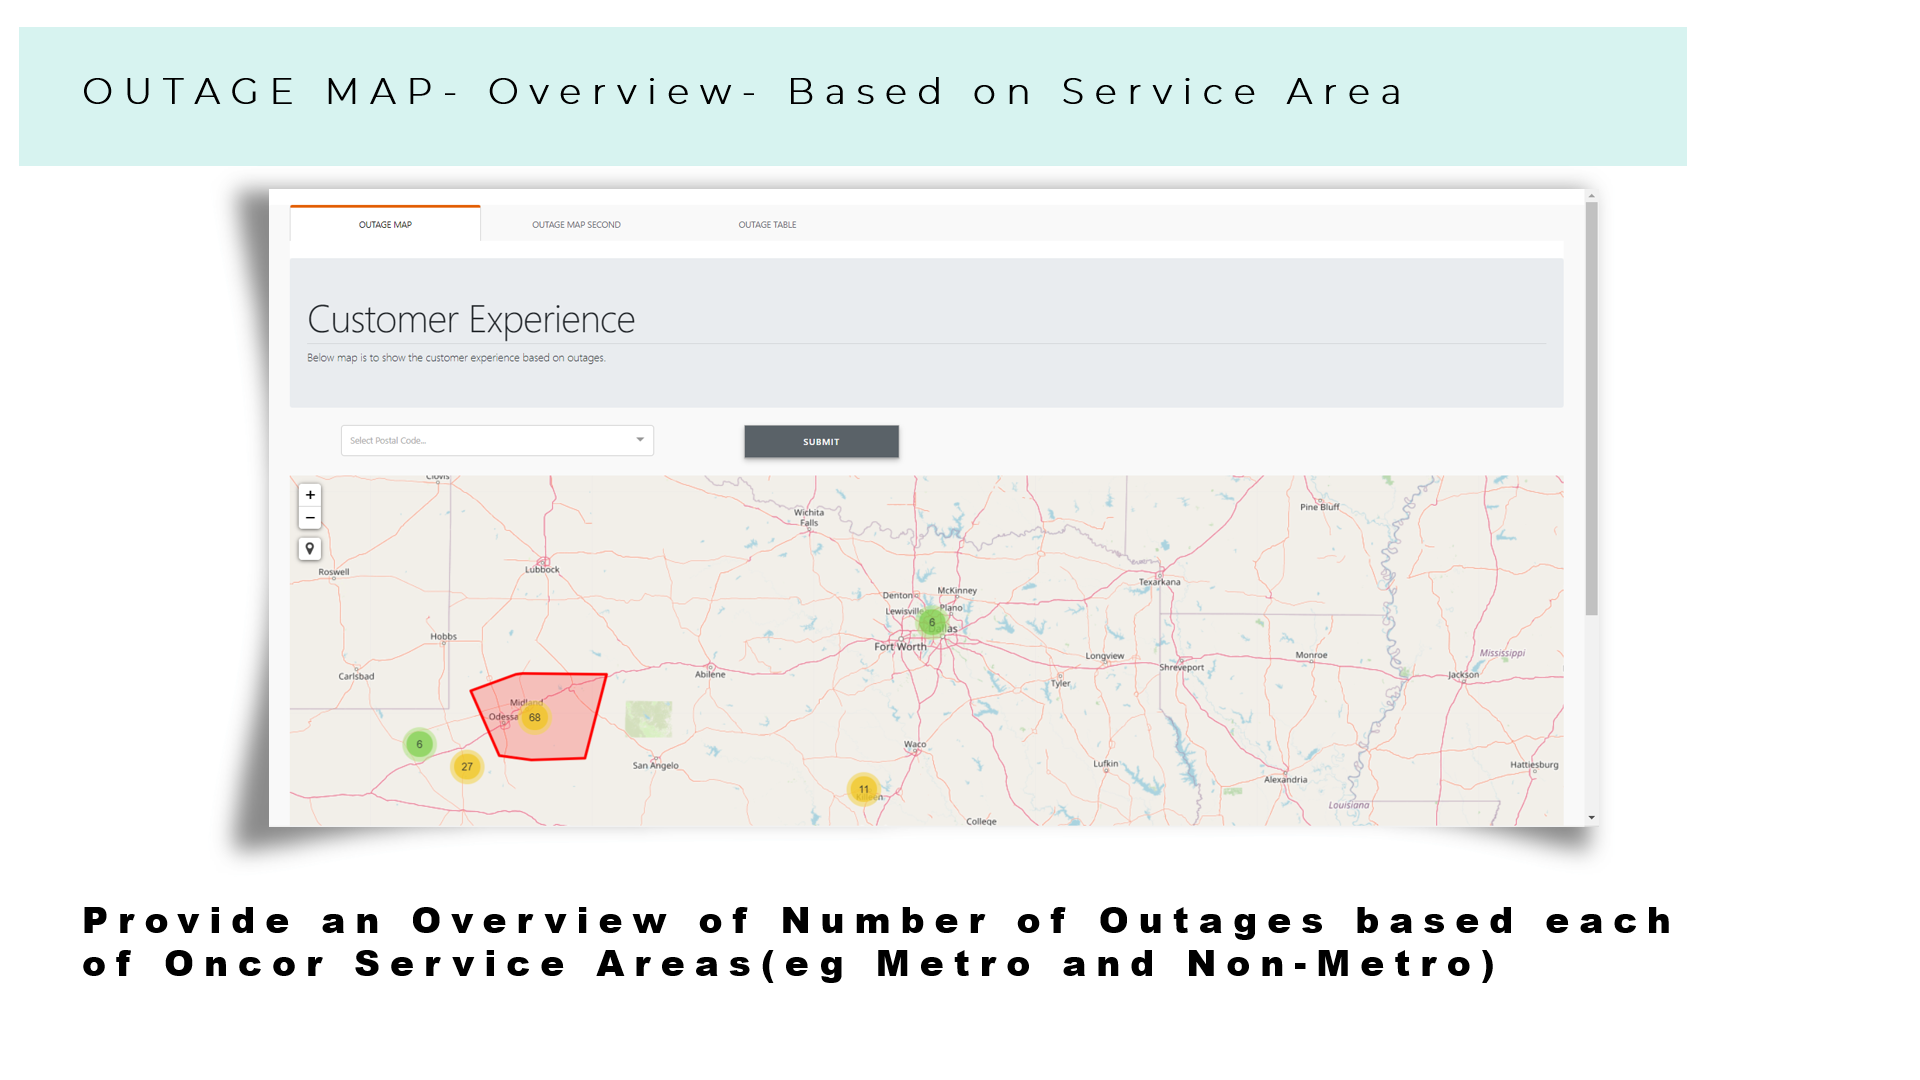 OUTAGE MAP- Overview- Based on Service Area
OUTAGE MAP
OUTAGE MAP SECOND
OUTAGE TABLE
Customer Experience
Below map is to show the customer experience based on outages.
Select Postal Code...
SUBMIT
+
−
Clovis
Wichita
Falls
Pine Bluff
Roswell
Lubbock
Texarkana
McKinney
Denton
Lewisville
Plano
6
Fort Worth
Hobbs
Longview
Monroe
Mississippi
Shreveport
Carlsbad
Abilene
Tyler
Jackson
Midland
Odessa
68
6
Waco
27
San Angelo
Lufkin
Alexandria
Hattiesburg
11
Killeen
Louisiana
College
Provide an Overview of Number of Outages based each
of Oncor Service Areas(eg Metro and Non-Metro)